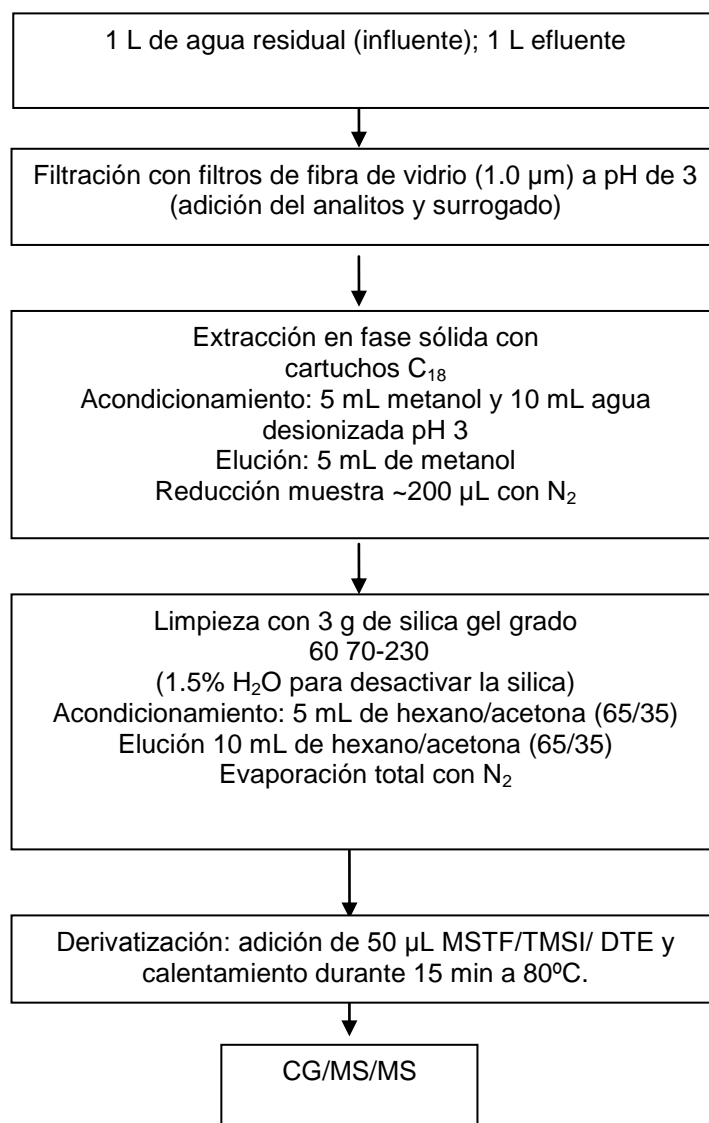 1 L de agua residual (influente); 1 L efluente
Filtración con filtros de fibra de vidrio (1.0 µm) a pH de 3
(adición del analitos y surrogado)
Extracción en fase sólida con
cartuchos C₁₈
Acondicionamiento: 5 mL metanol y 10 mL agua
desionizada pH 3
Elución: 5 mL de metanol
Reducción muestra ~200 µL con N₂
Limpieza con 3 g de silica gel grado
60 70-230
(1.5% H₂O para desactivar la silica)
Acondicionamiento: 5 mL de hexano/acetona (65/35)
Elución 10 mL de hexano/acetona (65/35)
Evaporación total con N₂
Derivatización: adición de 50 µL MSTF/TMSI/ DTE y
calentamiento durante 15 min a 80ºC.
CG/MS/MS